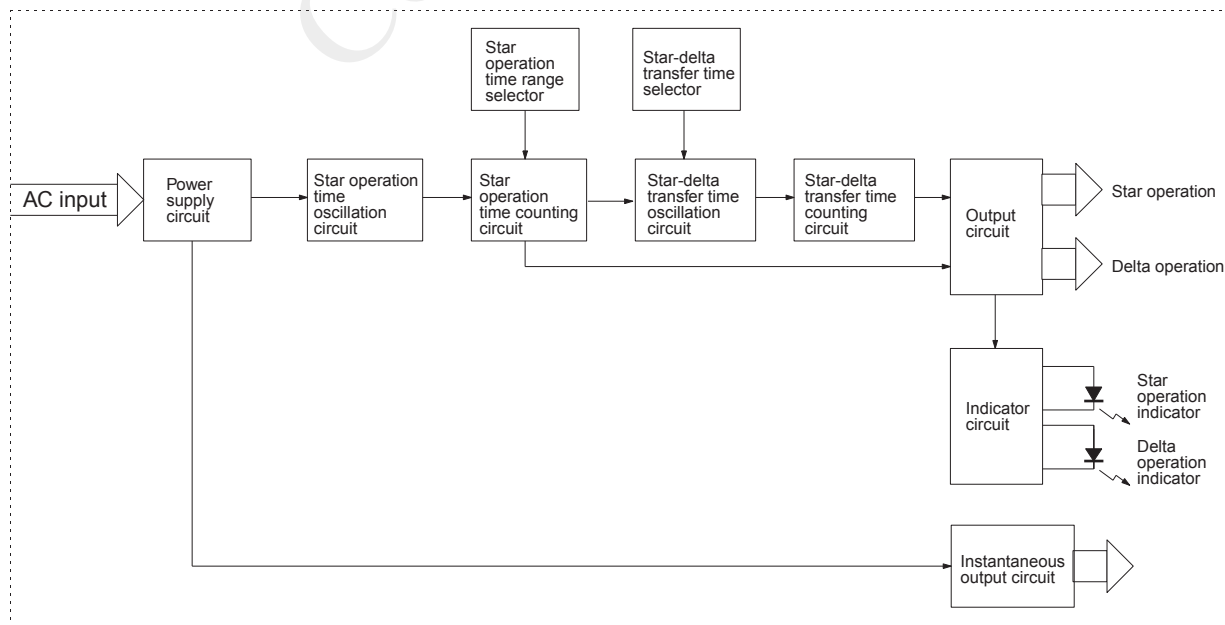 Star
operation
time range
selector
Star-delta
transfer time
selector
AC input
Power
supply
circuit
Star operation
time
oscillation
circuit
Star
operation
time counting
circuit
Star-delta
transfer time
oscillation circuit
Star-delta
transfer time
counting
circuit
Output
circuit
Star operation
Delta operation
Indicator
circuit
Star
operation
indicator
Delta
operation
indicator
Instantaneous
output circuit